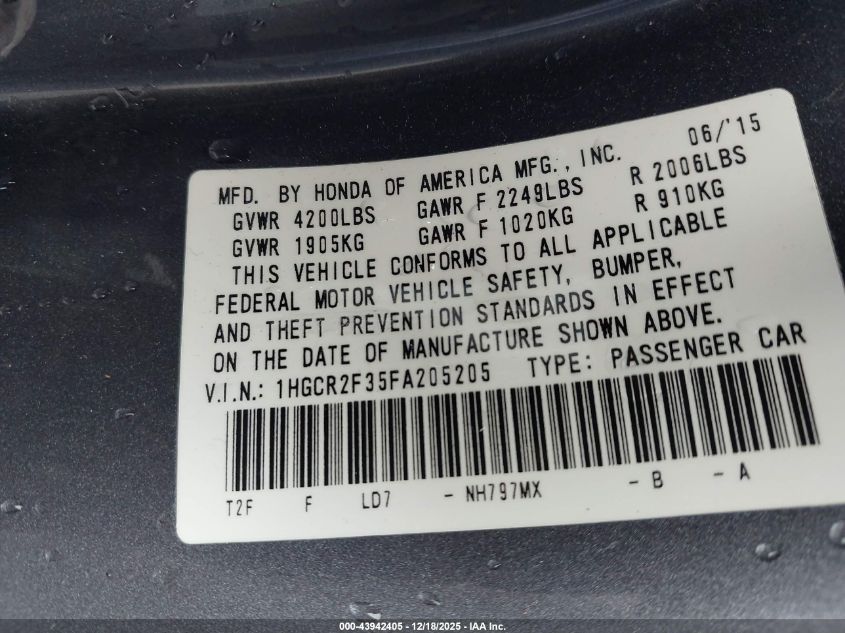 06/'15
MFD. BY HONDA OF AMERICA MFG., INC.
GVWR 4200LBS GAWR F 2249LBS R 2006LBS
GVWR 1905KG GAWR F 1020KG R 910KG
THIS VEHICLE CONFORMS TO ALL APPLICABLE
FEDERAL MOTOR VEHICLE SAFETY, BUMPER,
AND THEFT PREVENTION STANDARDS IN EFFECT
ON THE DATE OF MANUFACTURE SHOWN ABOVE.
V.I.N.: 1HGCR2F35FA205205 TYPE: PASSENGER CAR
T2F F LD7 - NH797MX - B - A
000-43942405 - 12/18/2025 - IAA Inc.